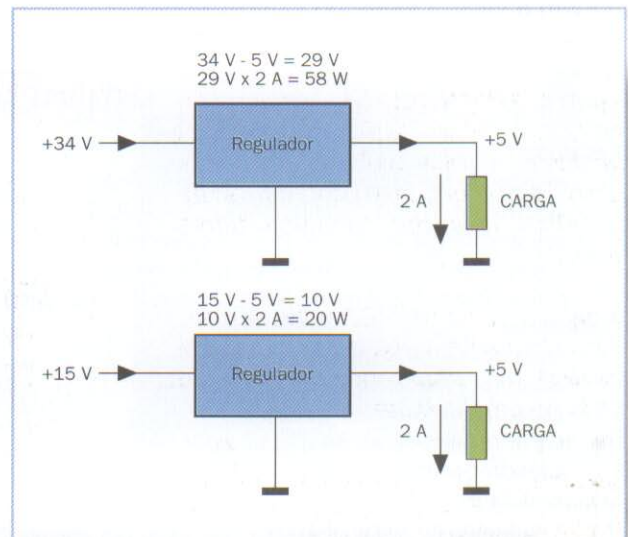 34 V - 5 V = 29 V
29 V x 2 A = 58 W
+34 V
Regulador
+5 V
2 A
CARGA
15 V - 5 V = 10 V
10 V x 2 A = 20 W
+15 V
Regulador
+5 V
2 A
CARGA